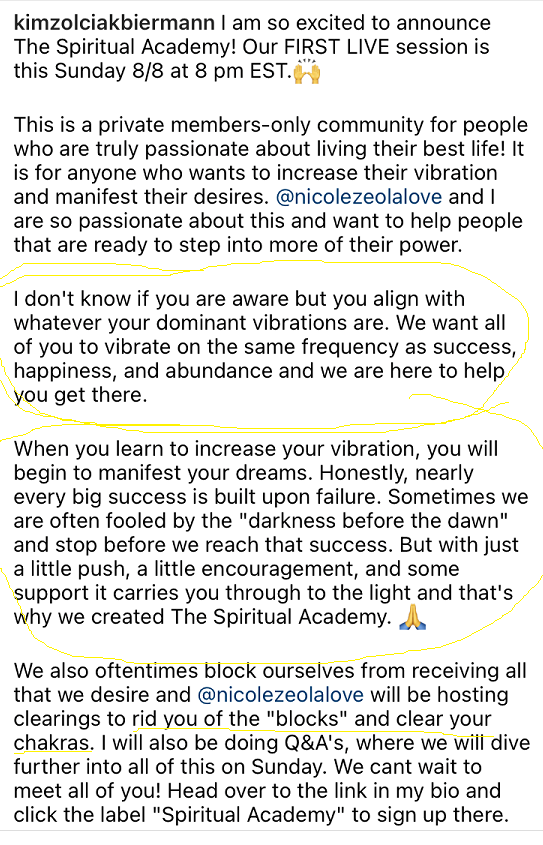 kimzolciakbiermann I am so excited to announce
The Spiritual Academy! Our FIRST LIVE session is
this Sunday 8/8 at 8 pm EST.🙌
This is a private members-only community for people
who are truly passionate about living their best life! It
is for anyone who wants to increase their vibration
and manifest their desires. @nicolezeolalove and I
are so passionate about this and want to help people
that are ready to step into more of their power.
I don't know if you are aware but you align with
whatever your dominant vibrations are. We want all
of you to vibrate on the same frequency as success,
happiness, and abundance and we are here to help
you get there.
When you learn to increase your vibration, you will
begin to manifest your dreams. Honestly, nearly
every big success is built upon failure. Sometimes we
are often fooled by the "darkness before the dawn"
and stop before we reach that success. But with just
a little push, a little encouragement, and some
support it carries you through to the light and that's
why we created The Spiritual Academy. 🙏
We also oftentimes block ourselves from receiving all
that we desire and @nicolezeolalove will be hosting
clearings to rid you of the "blocks" and clear your
chakras. I will also be doing Q&A's, where we will dive
further into all of this on Sunday. We cant wait to
meet all of you! Head over to the link in my bio and
click the label "Spiritual Academy" to sign up there.